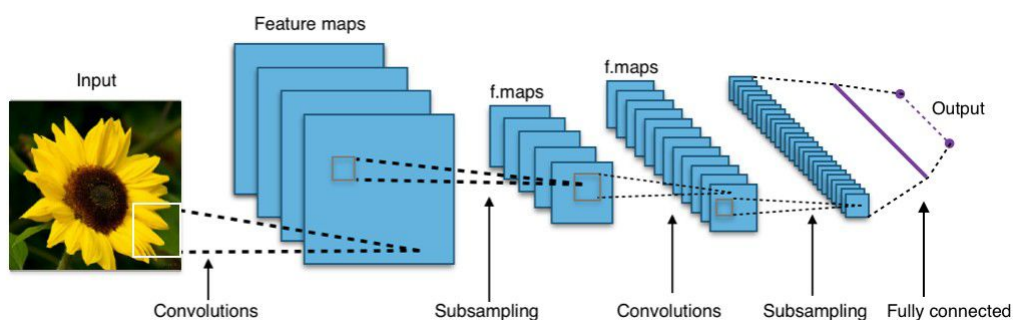 Feature maps
Input
f.maps
f.maps
Output
Convolutions
Subsampling
Convolutions
Subsampling
Fully connected